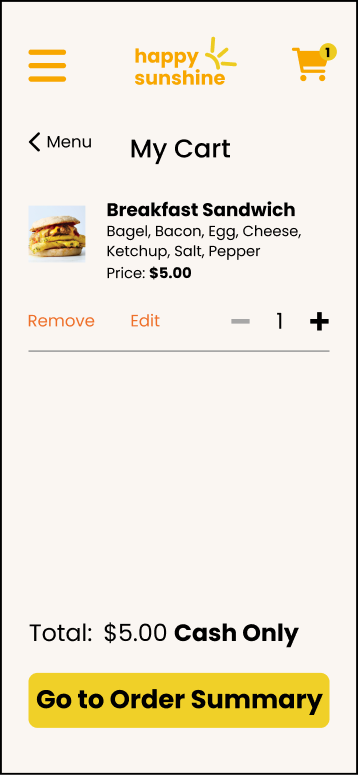 happy
sunshine
1
Menu
My Cart
Breakfast Sandwich
Bagel, Bacon, Egg, Cheese,
Ketchup, Salt, Pepper
Price: $5.00
Remove Edit 1
Total: $5.00 Cash Only
Go to Order Summary